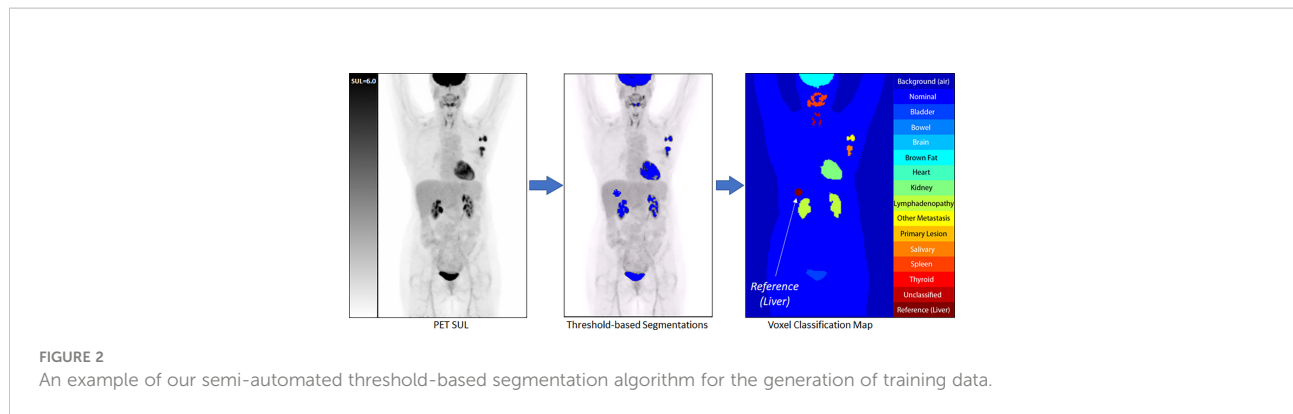 SUL=6.0
PET SUL
Threshold-based Segmentations
Reference
(Liver)
Voxel Classification Map
Background (air)
Nominal
Bladder
Bowel
Brain
Brown Fat
Heart
Kidney
Lymphadenopathy
Other Metastasis
Primary Lesion
Salivary
Spleen
Thyroid
Unclassified
Reference (Liver)
FIGURE 2
An example of our semi-automated threshold-based segmentation algorithm for the generation of training data.